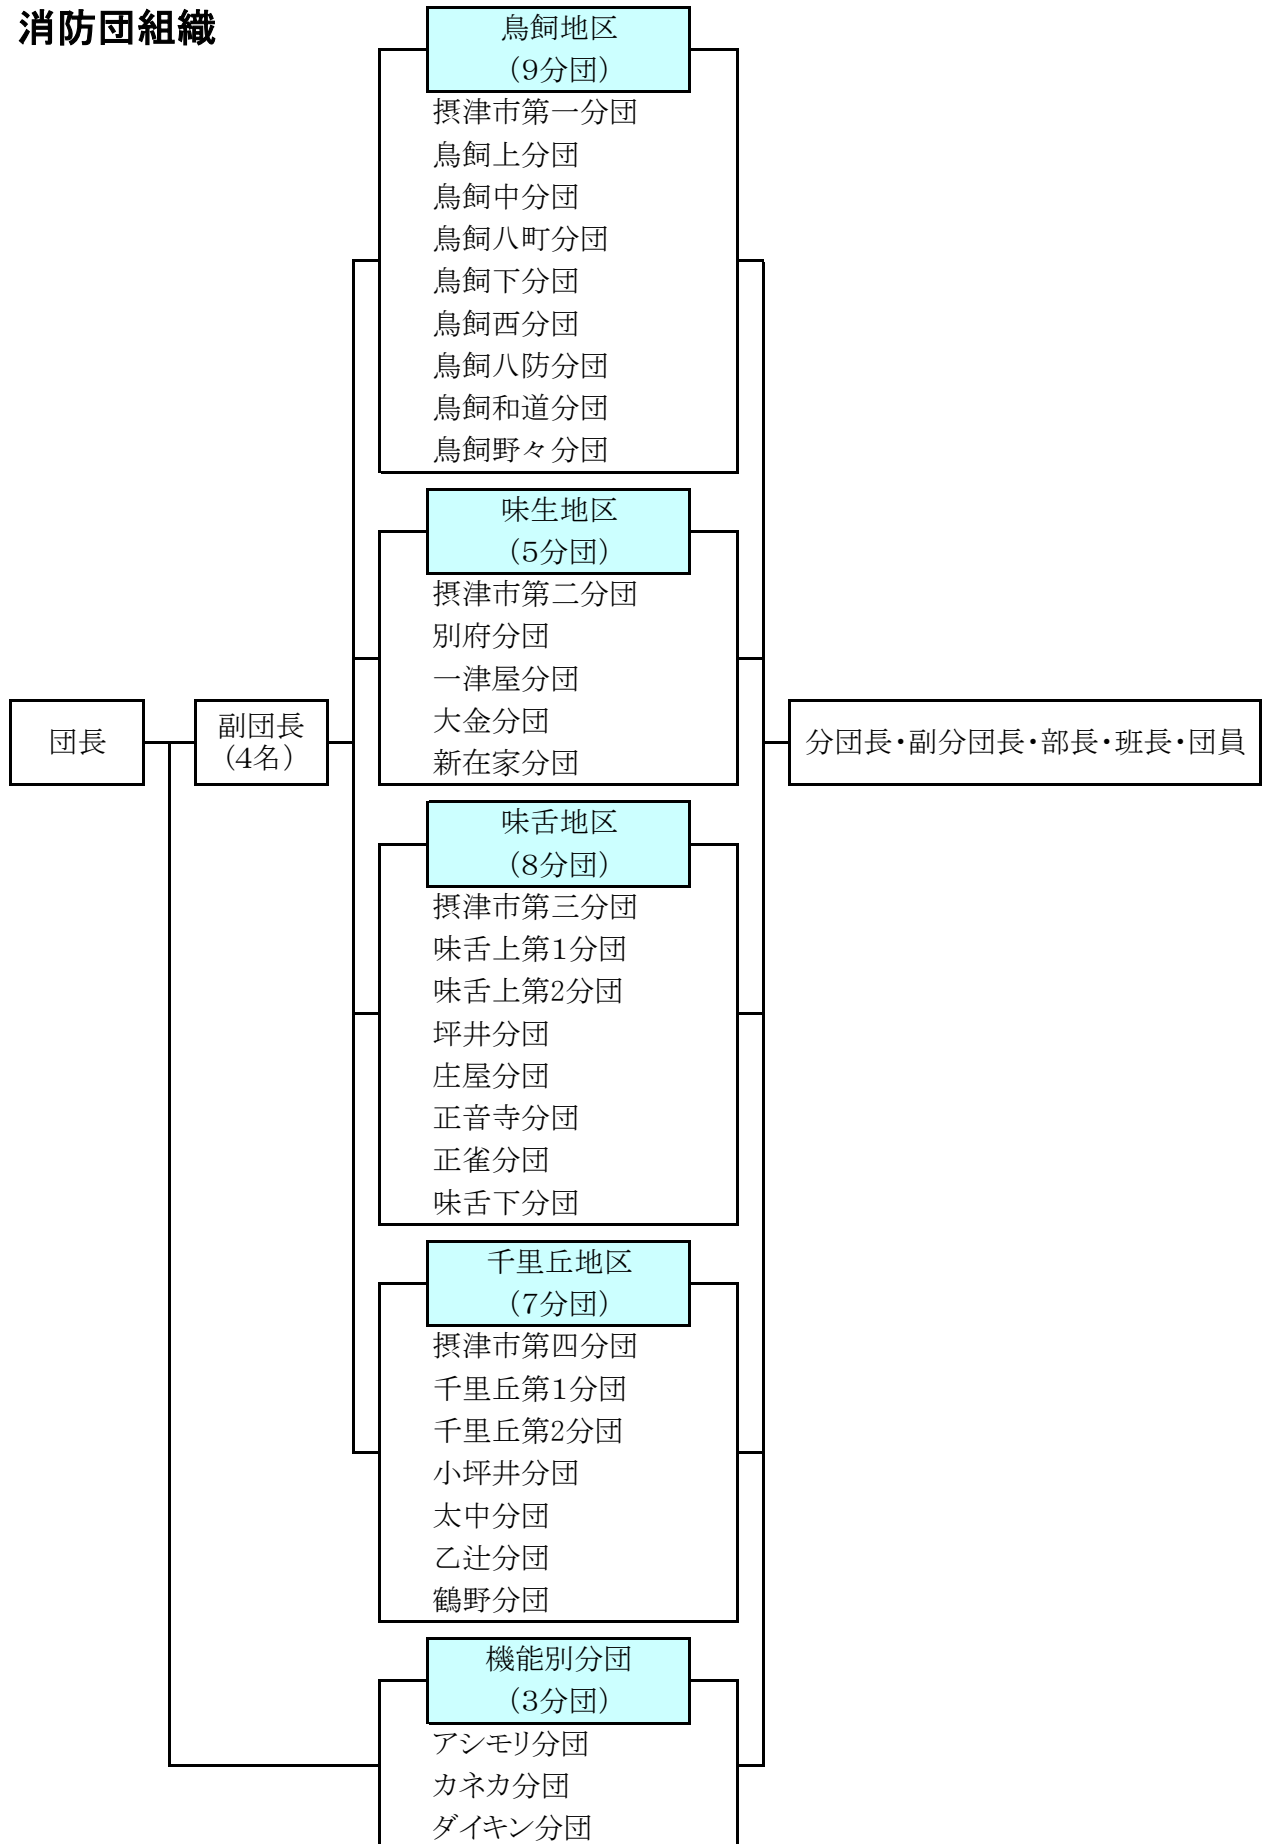 消防団組織
鳥飼地区
（9分団）
摂津市第一分団
鳥飼上分団
鳥飼中分団
鳥飼八町分団
鳥飼下分団
鳥飼西分団
鳥飼八防分団
鳥飼和道分団
鳥飼野々分団
味生地区
（5分団）
摂津市第二分団
別府分団
一津屋分団
大金分団
新在家分団
団長
副団長
(4名)
分団長・副分団長・部長・班長・団員
味舌地区
（8分団）
摂津市第三分団
味舌上第1分団
味舌上第2分団
坪井分団
庄屋分団
正音寺分団
正雀分団
味舌下分団
千里丘地区
（7分団）
摂津市第四分団
千里丘第1分団
千里丘第2分団
小坪井分団
太中分団
乙辻分団
鶴野分団
機能別分団
（3分団）
アシモリ分団
カネカ分団
ダイキン分団